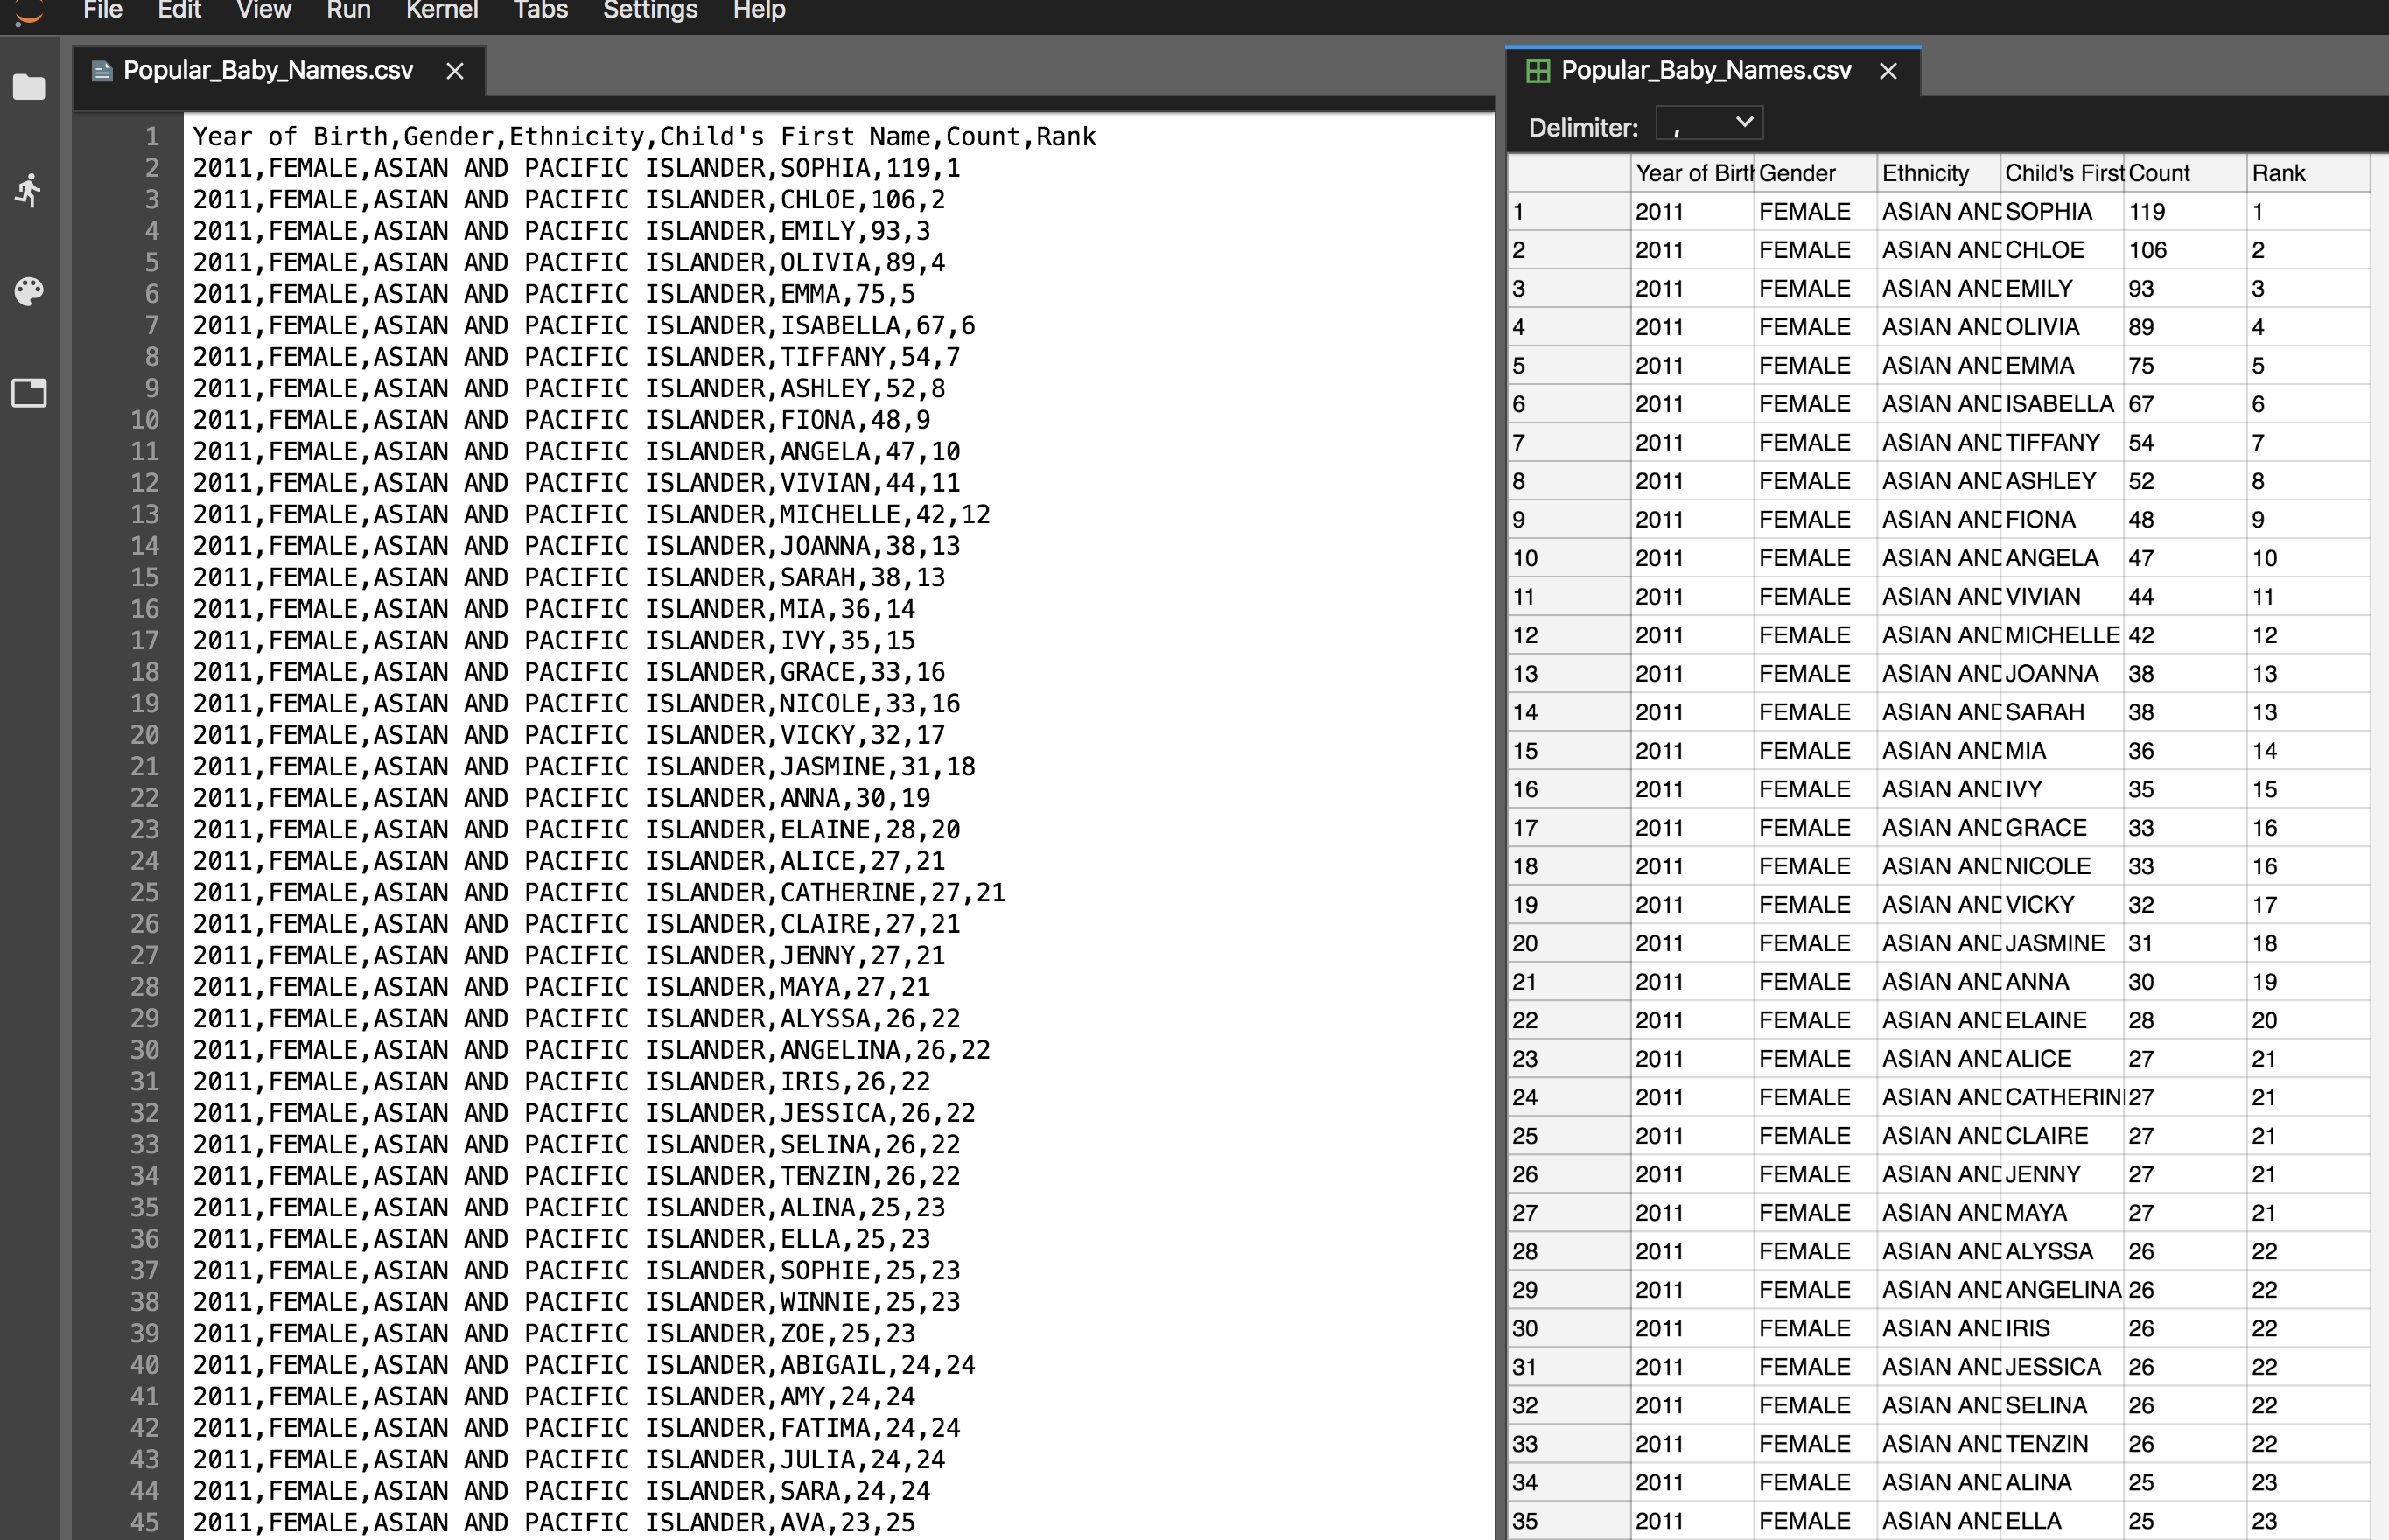 File Edit View Run Kernel Tabs Settings Help
Popular_Baby_Names.csv
1 Year of Birth,Gender,Ethnicity,Child's First Name,Count,Rank
2 2011,FEMALE,ASIAN AND PACIFIC ISLANDER,SOPHIA,119,1
3 2011,FEMALE,ASIAN AND PACIFIC ISLANDER,CHLOE,106,2
4 2011,FEMALE,ASIAN AND PACIFIC ISLANDER,EMILY,93,3
5 2011,FEMALE,ASIAN AND PACIFIC ISLANDER,OLIVIA,89,4
6 2011,FEMALE,ASIAN AND PACIFIC ISLANDER,EMMA,75,5
7 2011,FEMALE,ASIAN AND PACIFIC ISLANDER,ISABELLA,67,6
8 2011,FEMALE,ASIAN AND PACIFIC ISLANDER,TIFFANY,54,7
9 2011,FEMALE,ASIAN AND PACIFIC ISLANDER,ASHLEY,52,8
10 2011,FEMALE,ASIAN AND PACIFIC ISLANDER,FIONA,48,9
11 2011,FEMALE,ASIAN AND PACIFIC ISLANDER,ANGELA,47,10
12 2011,FEMALE,ASIAN AND PACIFIC ISLANDER,VIVIAN,44,11
13 2011,FEMALE,ASIAN AND PACIFIC ISLANDER,MICHELLE,42,12
14 2011,FEMALE,ASIAN AND PACIFIC ISLANDER,JOANNA,38,13
15 2011,FEMALE,ASIAN AND PACIFIC ISLANDER,SARAH,38,13
16 2011,FEMALE,ASIAN AND PACIFIC ISLANDER,MIA,36,14
17 2011,FEMALE,ASIAN AND PACIFIC ISLANDER,IVY,35,15
18 2011,FEMALE,ASIAN AND PACIFIC ISLANDER,GRACE,33,16
19 2011,FEMALE,ASIAN AND PACIFIC ISLANDER,NICOLE,33,16
20 2011,FEMALE,ASIAN AND PACIFIC ISLANDER,VICKY,32,17
21 2011,FEMALE,ASIAN AND PACIFIC ISLANDER,JASMINE,31,18
22 2011,FEMALE,ASIAN AND PACIFIC ISLANDER,ANNA,30,19
23 2011,FEMALE,ASIAN AND PACIFIC ISLANDER,ELAINE,28,20
24 2011,FEMALE,ASIAN AND PACIFIC ISLANDER,ALICE,27,21
25 2011,FEMALE,ASIAN AND PACIFIC ISLANDER,CATHERINE,27,21
26 2011,FEMALE,ASIAN AND PACIFIC ISLANDER,CLAIRE,27,21
27 2011,FEMALE,ASIAN AND PACIFIC ISLANDER,JENNY,27,21
28 2011,FEMALE,ASIAN AND PACIFIC ISLANDER,MAYA,27,21
29 2011,FEMALE,ASIAN AND PACIFIC ISLANDER,ALYSSA,26,22
30 2011,FEMALE,ASIAN AND PACIFIC ISLANDER,ANGELINA,26,22
31 2011,FEMALE,ASIAN AND PACIFIC ISLANDER,IRIS,26,22
32 2011,FEMALE,ASIAN AND PACIFIC ISLANDER,JESSICA,26,22
33 2011,FEMALE,ASIAN AND PACIFIC ISLANDER,SELINA,26,22
34 2011,FEMALE,ASIAN AND PACIFIC ISLANDER,TENZIN,26,22
35 2011,FEMALE,ASIAN AND PACIFIC ISLANDER,ALINA,25,23
36 2011,FEMALE,ASIAN AND PACIFIC ISLANDER,ELLA,25,23
37 2011,FEMALE,ASIAN AND PACIFIC ISLANDER,SOPHIE,25,23
38 2011,FEMALE,ASIAN AND PACIFIC ISLANDER,WINNIE,25,23
39 2011,FEMALE,ASIAN AND PACIFIC ISLANDER,ZOE,25,23
40 2011,FEMALE,ASIAN AND PACIFIC ISLANDER,ABIGAIL,24,24
41 2011,FEMALE,ASIAN AND PACIFIC ISLANDER,AMY,24,24
42 2011,FEMALE,ASIAN AND PACIFIC ISLANDER,FATIMA,24,24
43 2011,FEMALE,ASIAN AND PACIFIC ISLANDER,JULIA,24,24
44 2011,FEMALE,ASIAN AND PACIFIC ISLANDER,SARA,24,24
45 2011,FEMALE,ASIAN AND PACIFIC ISLANDER,AVA,23,25
Popular_Baby_Names.csv
Delimiter: ,
Year of Birth Gender Ethnicity Child's First Count Rank
1 2011 FEMALE ASIAN AND SOPHIA 119 1
2 2011 FEMALE ASIAN AND CHLOE 106 2
3 2011 FEMALE ASIAN AND EMILY 93 3
4 2011 FEMALE ASIAN AND OLIVIA 89 4
5 2011 FEMALE ASIAN AND EMMA 75 5
6 2011 FEMALE ASIAN AND ISABELLA 67 6
7 2011 FEMALE ASIAN AND TIFFANY 54 7
8 2011 FEMALE ASIAN AND ASHLEY 52 8
9 2011 FEMALE ASIAN AND FIONA 48 9
10 2011 FEMALE ASIAN AND ANGELA 47 10
11 2011 FEMALE ASIAN AND VIVIAN 44 11
12 2011 FEMALE ASIAN AND MICHELLE 42 12
13 2011 FEMALE ASIAN AND JOANNA 38 13
14 2011 FEMALE ASIAN AND SARAH 38 13
15 2011 FEMALE ASIAN AND MIA 36 14
16 2011 FEMALE ASIAN AND IVY 35 15
17 2011 FEMALE ASIAN AND GRACE 33 16
18 2011 FEMALE ASIAN AND NICOLE 33 16
19 2011 FEMALE ASIAN AND VICKY 32 17
20 2011 FEMALE ASIAN AND JASMINE 31 18
21 2011 FEMALE ASIAN AND ANNA 30 19
22 2011 FEMALE ASIAN AND ELAINE 28 20
23 2011 FEMALE ASIAN AND ALICE 27 21
24 2011 FEMALE ASIAN AND CATHERIN 27 21
25 2011 FEMALE ASIAN AND CLAIRE 27 21
26 2011 FEMALE ASIAN AND JENNY 27 21
27 2011 FEMALE ASIAN AND MAYA 27 21
28 2011 FEMALE ASIAN AND ALYSSA 26 22
29 2011 FEMALE ASIAN AND ANGELINA 26 22
30 2011 FEMALE ASIAN AND IRIS 26 22
31 2011 FEMALE ASIAN AND JESSICA 26 22
32 2011 FEMALE ASIAN AND SELINA 26 22
33 2011 FEMALE ASIAN AND TENZIN 26 22
34 2011 FEMALE ASIAN AND ALINA 25 23
35 2011 FEMALE ASIAN AND ELLA 25 23